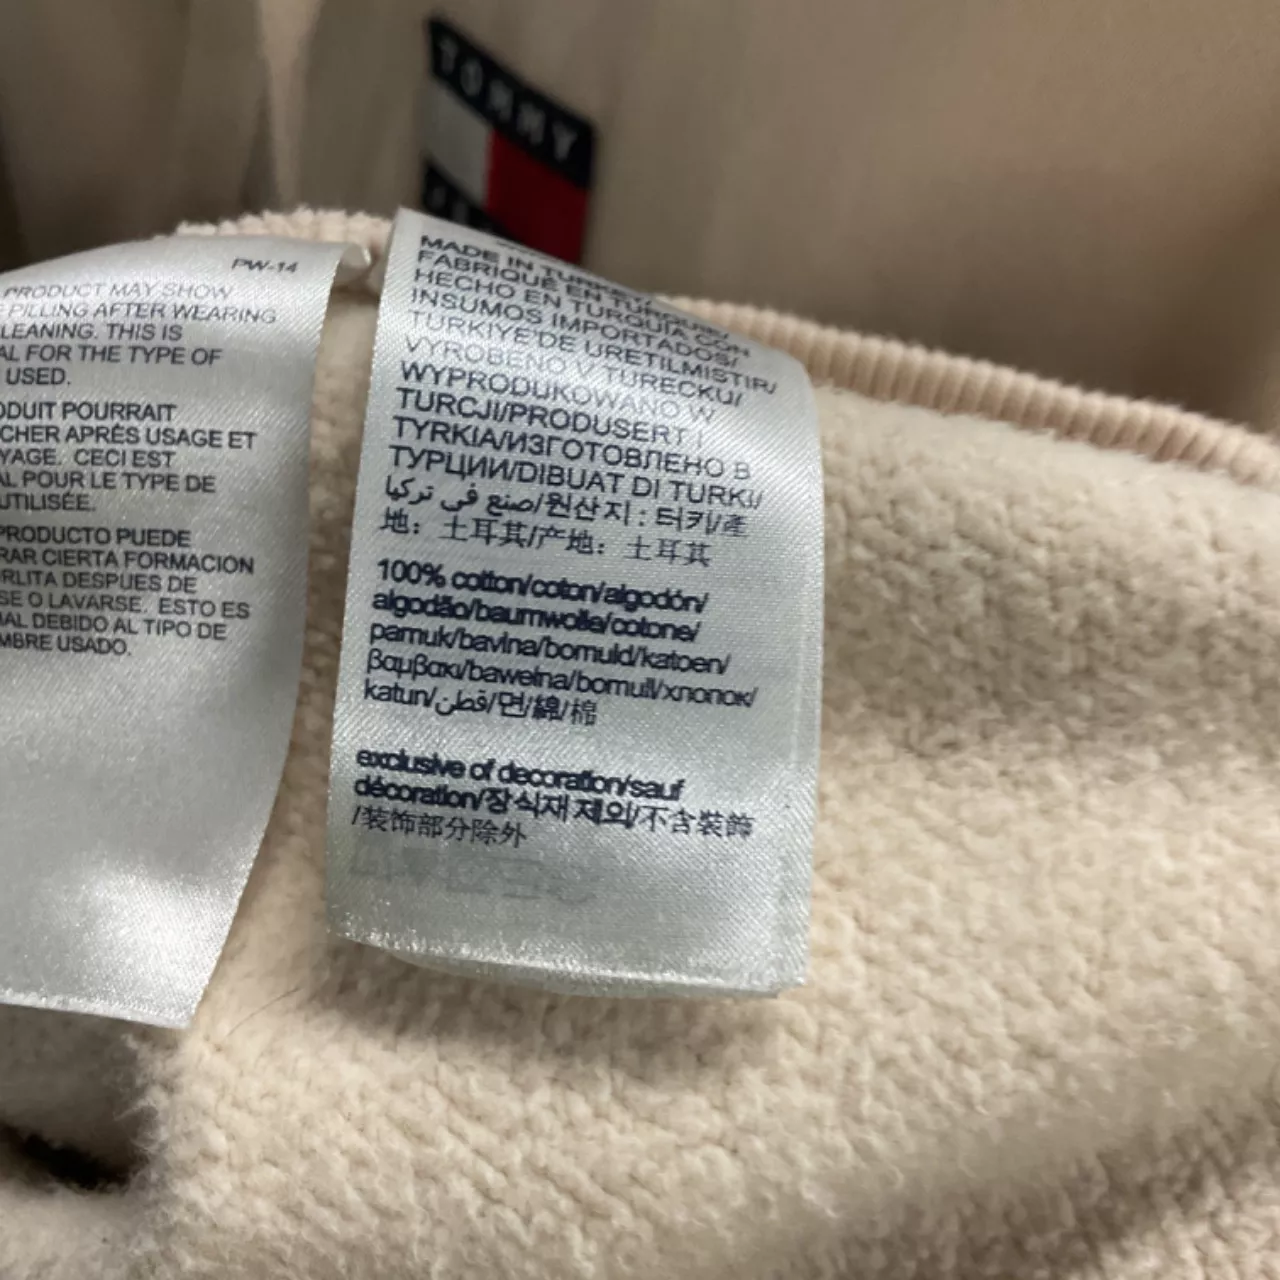 TOMMY
PW-14
PRODUCT MAY SHOW
PILLING AFTER WEARING
LEANING. THIS IS
AL FOR THE TYPE OF
USED.
ODUIT POURRAIT
CHER APRÈS USAGE ET
YAGE. CECI EST
AL POUR LE TYPE DE
UTILISÉE.
PRODUCTO PUEDE
RAR CIERTA FORMACION
RLITA DESPUES DE
SE O LAVARSE. ESTO ES
AL DEBIDO AL TIPO DE
MBRE USADO.
MADE IN TURKEY/
FABRIQUÉ EN TURQUIE/
HECHO EN TURQUÍA CON
INSUMOS IMPORTADOS/
TURKIYE'DE URETILMISTIR/
VYROBENO V TURECKU/
WYPRODUKOWANO W
TURCJI/PRODUSERT I
TYRKIA/ИЗГОТОВЛЕНО В
ТУРЦИИ/DIBUAT DI TURKI/
صنع في تركيا/원산지 : 터키/產
地：土耳其/产地：土耳其
100% cotton/coton/algodón/
algodão/baumwolle/cotone/
pamuk/bavlna/bomuld/katoen/
βαμβακι/bawełna/bomull/хлопок/
katun/قطن/면/綿/棉
exclusive of decoration/sauf
décoration/장식재 제외/不含裝飾
/装饰部分除外